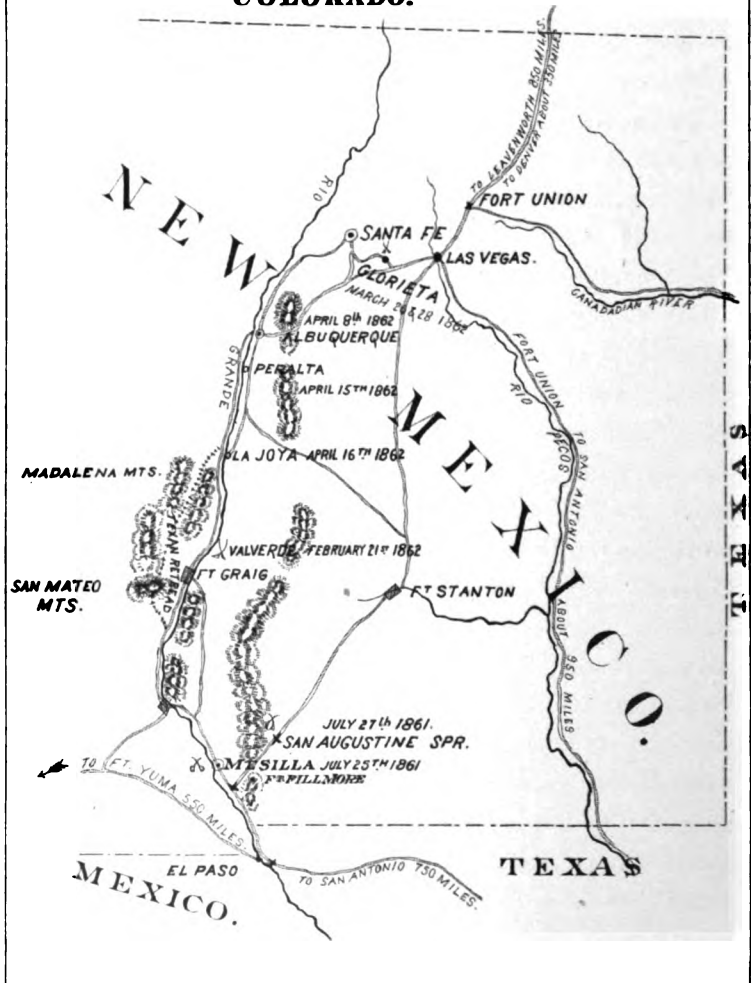 COLORADO.
TO LEAVENWORTH 850 MILES
TO DENVER ABOUT 350 MILES
NEW
RIO
FORT UNION
SANTA FE
LAS VEGAS.
GLORIETA
MARCH 26 & 28 1862
CANADADIAN RIVER
APRIL 8th 1862
ALBUQUERQUE
GRANDE
PERALTA
APRIL 15TH 1862
FORT UNION
TO SAN ANTONIO
ABOUT 950 MILES
RIO
PECOS
MEXICO.
TEXAS
LA JOYA APRIL 16TH 1862
MADALENA MTS.
TEXAN RETREAD
VALVERDE FEBRUARY 21ST 1862
FT GRAIG
SAN MATEO
MTS.
FT STANTON
JULY 27th 1861.
SAN AUGUSTINE SPR.
MESILLA JULY 25TH 1861
FT FILLMORE
TO FT. YUMA 550 MILES.
EL PASO
TEXAS
TO SAN ANTONIO 750 MILES.
MEXICO.